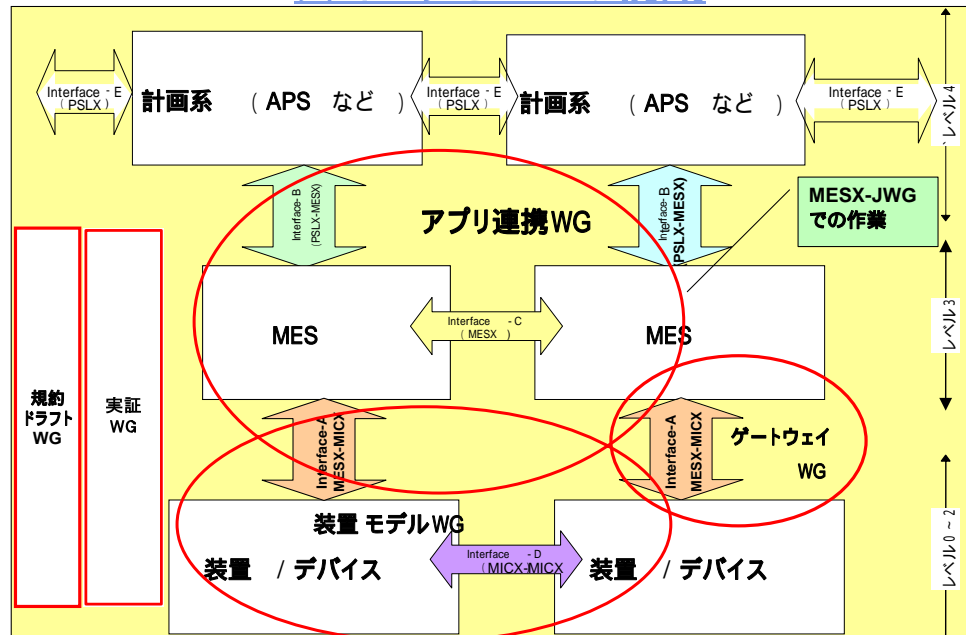 Interface - E
(PSLX)
計画系 (APS など)
Interface - E
(PSLX)
計画系 (APS など)
Interface - E
(PSLX)
レベル4
Interface- B
(PSLX-MESX)
アプリ連携WG
Interface- B
(PSLX-MESX)
MESX-JWG
での作業
MES
Interface - C
(MESX)
MES
レベル3
規約
ドラフト
WG
実証
WG
Interface-A
MESX-MICX
Interface-A
MESX-MICX
ゲートウェイ
WG
装置 モデルWG
装置 / デバイス
Interface - D
(MICX-MICX
装置 / デバイス
レベル0~2